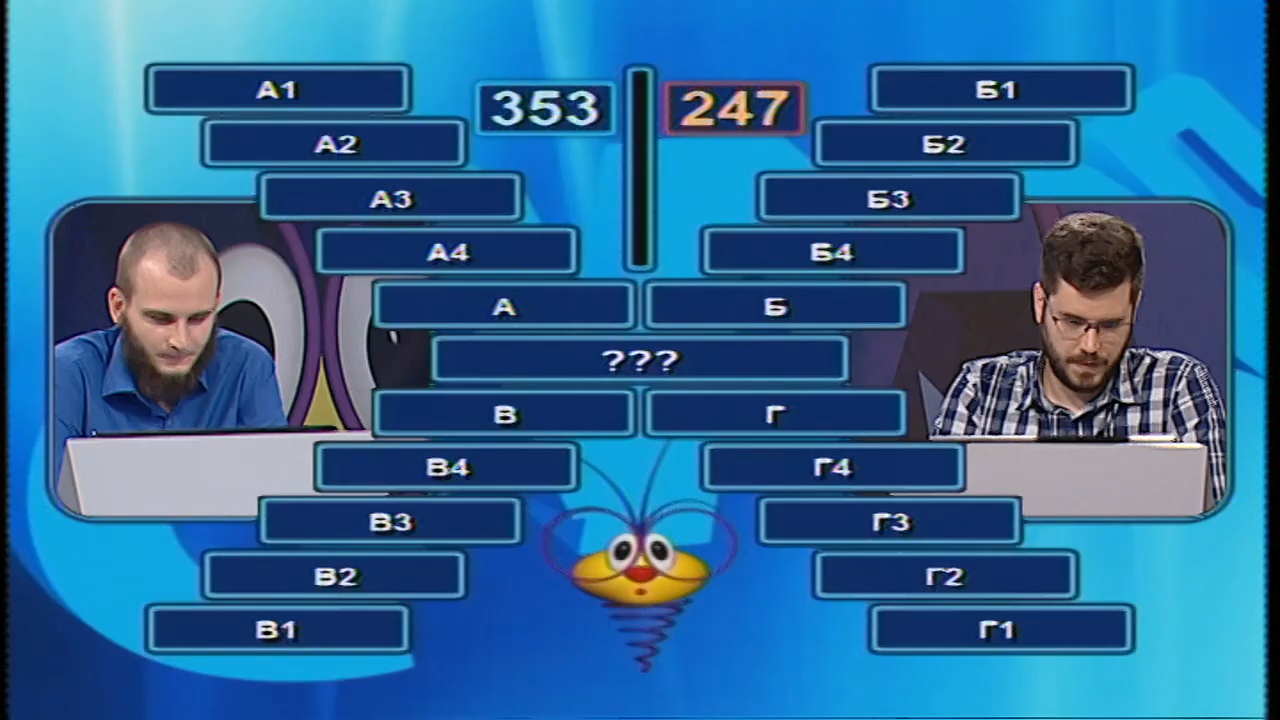 А1 353 247 Б1
А2 Б2
А3 Б3
А4 Б4
А Б
???
В Г
В4 Г4
В3 Г3
В2 Г2
В1 Г1